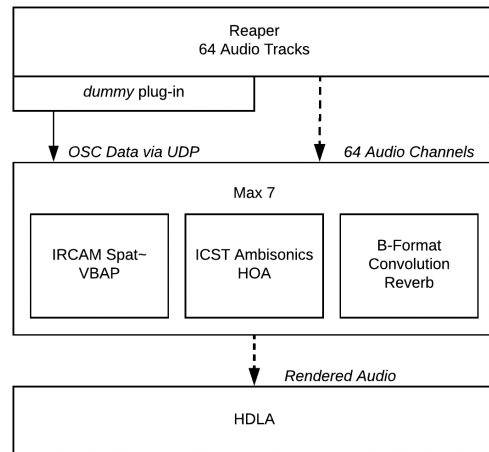 Reaper
64 Audio Tracks
dummy plug-in
OSC Data via UDP
64 Audio Channels
Max 7
IRCAM Spat~
VBAP
ICST Ambisonics
HOA
B-Format
Convolution
Reverb
Rendered Audio
HDLA